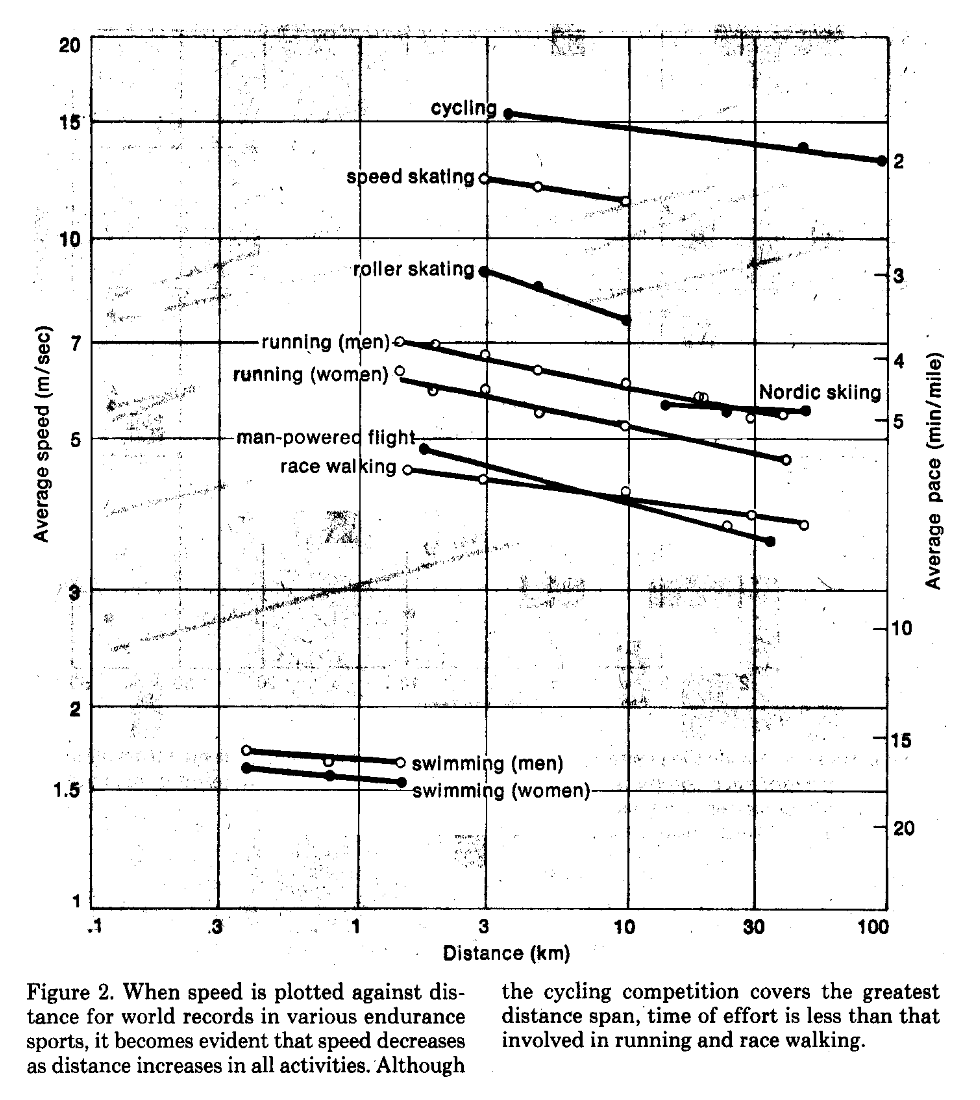 20
15
10
7
5
3
2
1.5
1
Average speed (m/sec)
cycling
speed skating
roller skating
running (men)
running (women)
Nordic skiing
man-powered flight
race walking
swimming (men)
swimming (women)
2
3
4
5
10
15
20
Average pace (min/mile)
.1
.3
1
3
10
30
100
Distance (km)
Figure 2. When speed is plotted against dis-
tance for world records in various endurance
sports, it becomes evident that speed decreases
as distance increases in all activities. Although
the cycling competition covers the greatest
distance span, time of effort is less than that
involved in running and race walking.